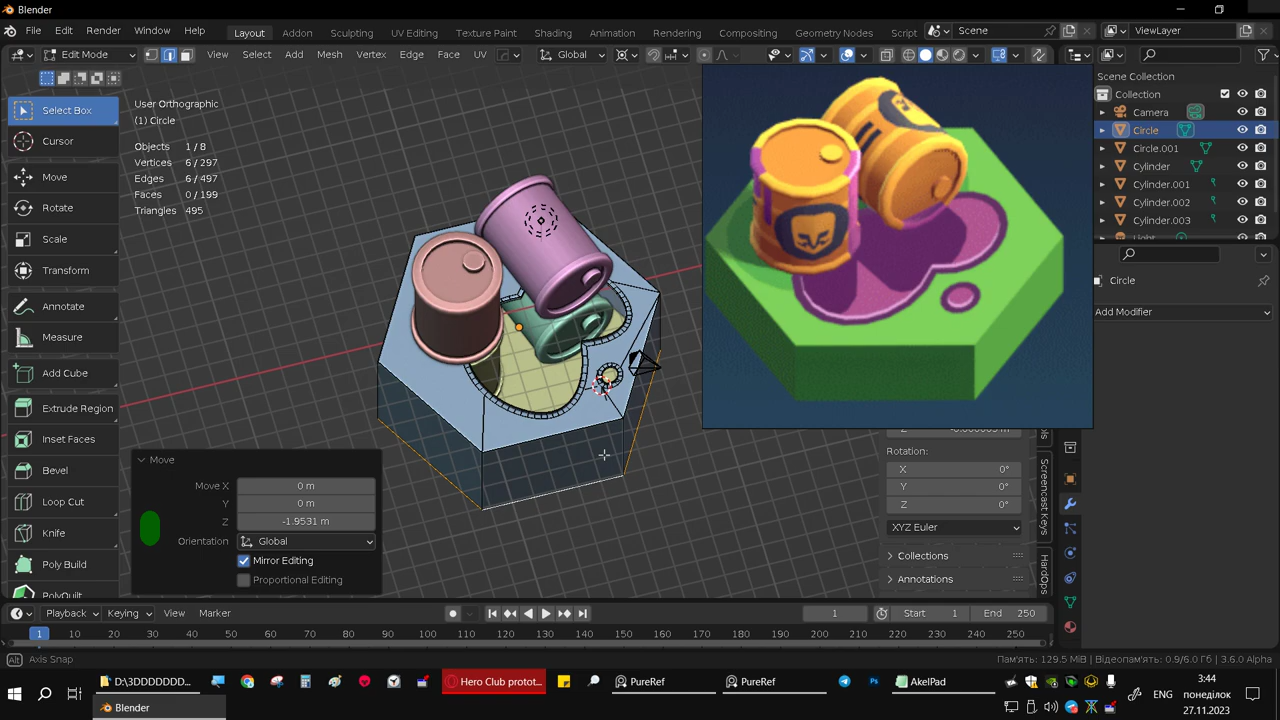 Blender
File Edit Render Window Help
Layout Addon Sculpting UV Editing Texture Paint Shading Animation Rendering Compositing Geometry Nodes Script
Scene
ViewLayer
Edit Mode
View Select Add Mesh Vertex Edge Face UV
Global
Select Box
Cursor
Move
Rotate
Scale
Transform
Annotate
Measure
Add Cube
Extrude Region
Inset Faces
Bevel
Loop Cut
Knife
Poly Build
PolyQuilt
User Orthographic
(1) Circle
Objects 1/8
Vertices 6/297
Edges 6/497
Faces 0/199
Triangles 495
Move
Move X 0 m
Y 0 m
Z -1.9531 m
Orientation Global
Mirror Editing
Proportional Editing
Scene Collection
Collection
Camera
Circle
Circle.001
Cylinder
Cylinder.001
Cylinder.002
Cylinder.003
Circle
Add Modifier
Rotation:
X 0°
Y 0°
Z 0°
XYZ Euler
Collections
Annotations
Screencast Keys
HardOps
Playback Keying View Marker
1 Start 1 End 250
1 10 20 30 40 50 60 70 80 90 100 110 120 130 140 150 160 170 180 190 200 210 220 230 240 250
Alt Axis Snap
Пам'ять: 129.5 MiB | Відеопам'ять: 0.9/6.0 Гб | 3.6.0 Alpha
D:\3DDDDDDD...
Hero Club protot...
PureRef
PureRef
AkelPad
Blender
3:44
ENG
понеділок
27.11.2023